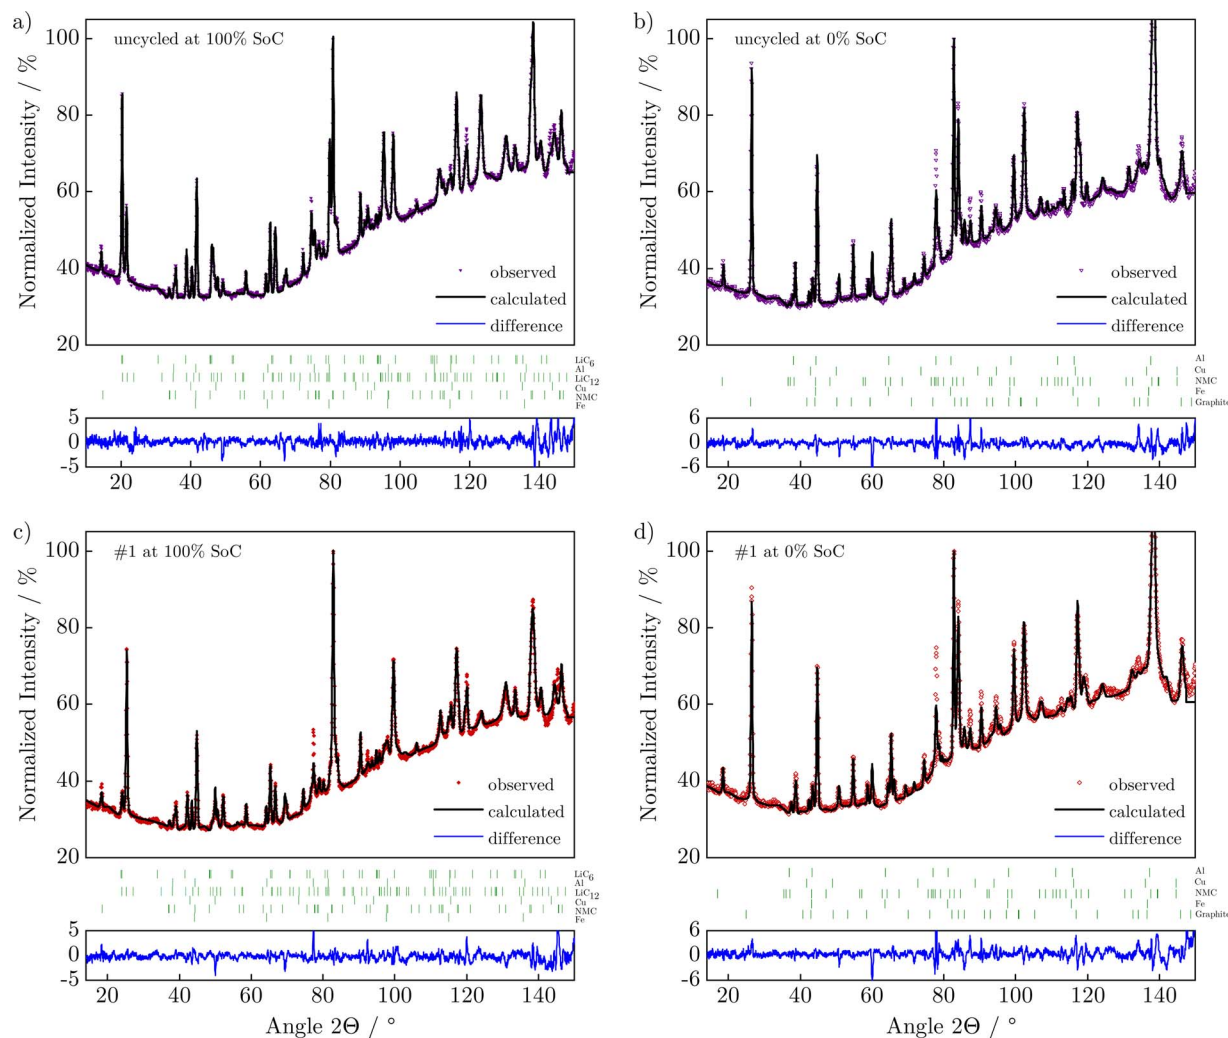 a)
uncycled at 100% SoC
Normalized Intensity / %
100
80
60
40
20
observed
calculated
difference
LiC6
Al
LiC12
Cu
NMC
Fe
5
0
-5
20 40 60 80 100 120 140
b)
uncycled at 0% SoC
Normalized Intensity / %
100
80
60
40
20
observed
calculated
difference
Al
Cu
NMC
Fe
Graphite
6
0
-6
20 40 60 80 100 120 140
c)
#1 at 100% SoC
Normalized Intensity / %
100
80
60
40
20
observed
calculated
difference
LiC6
Al
LiC12
Cu
NMC
Fe
5
0
-5
20 40 60 80 100 120 140
Angle 2Θ / °
d)
#1 at 0% SoC
Normalized Intensity / %
100
80
60
40
20
observed
calculated
difference
Al
Cu
NMC
Fe
Graphite
6
0
-6
20 40 60 80 100 120 140
Angle 2Θ / °